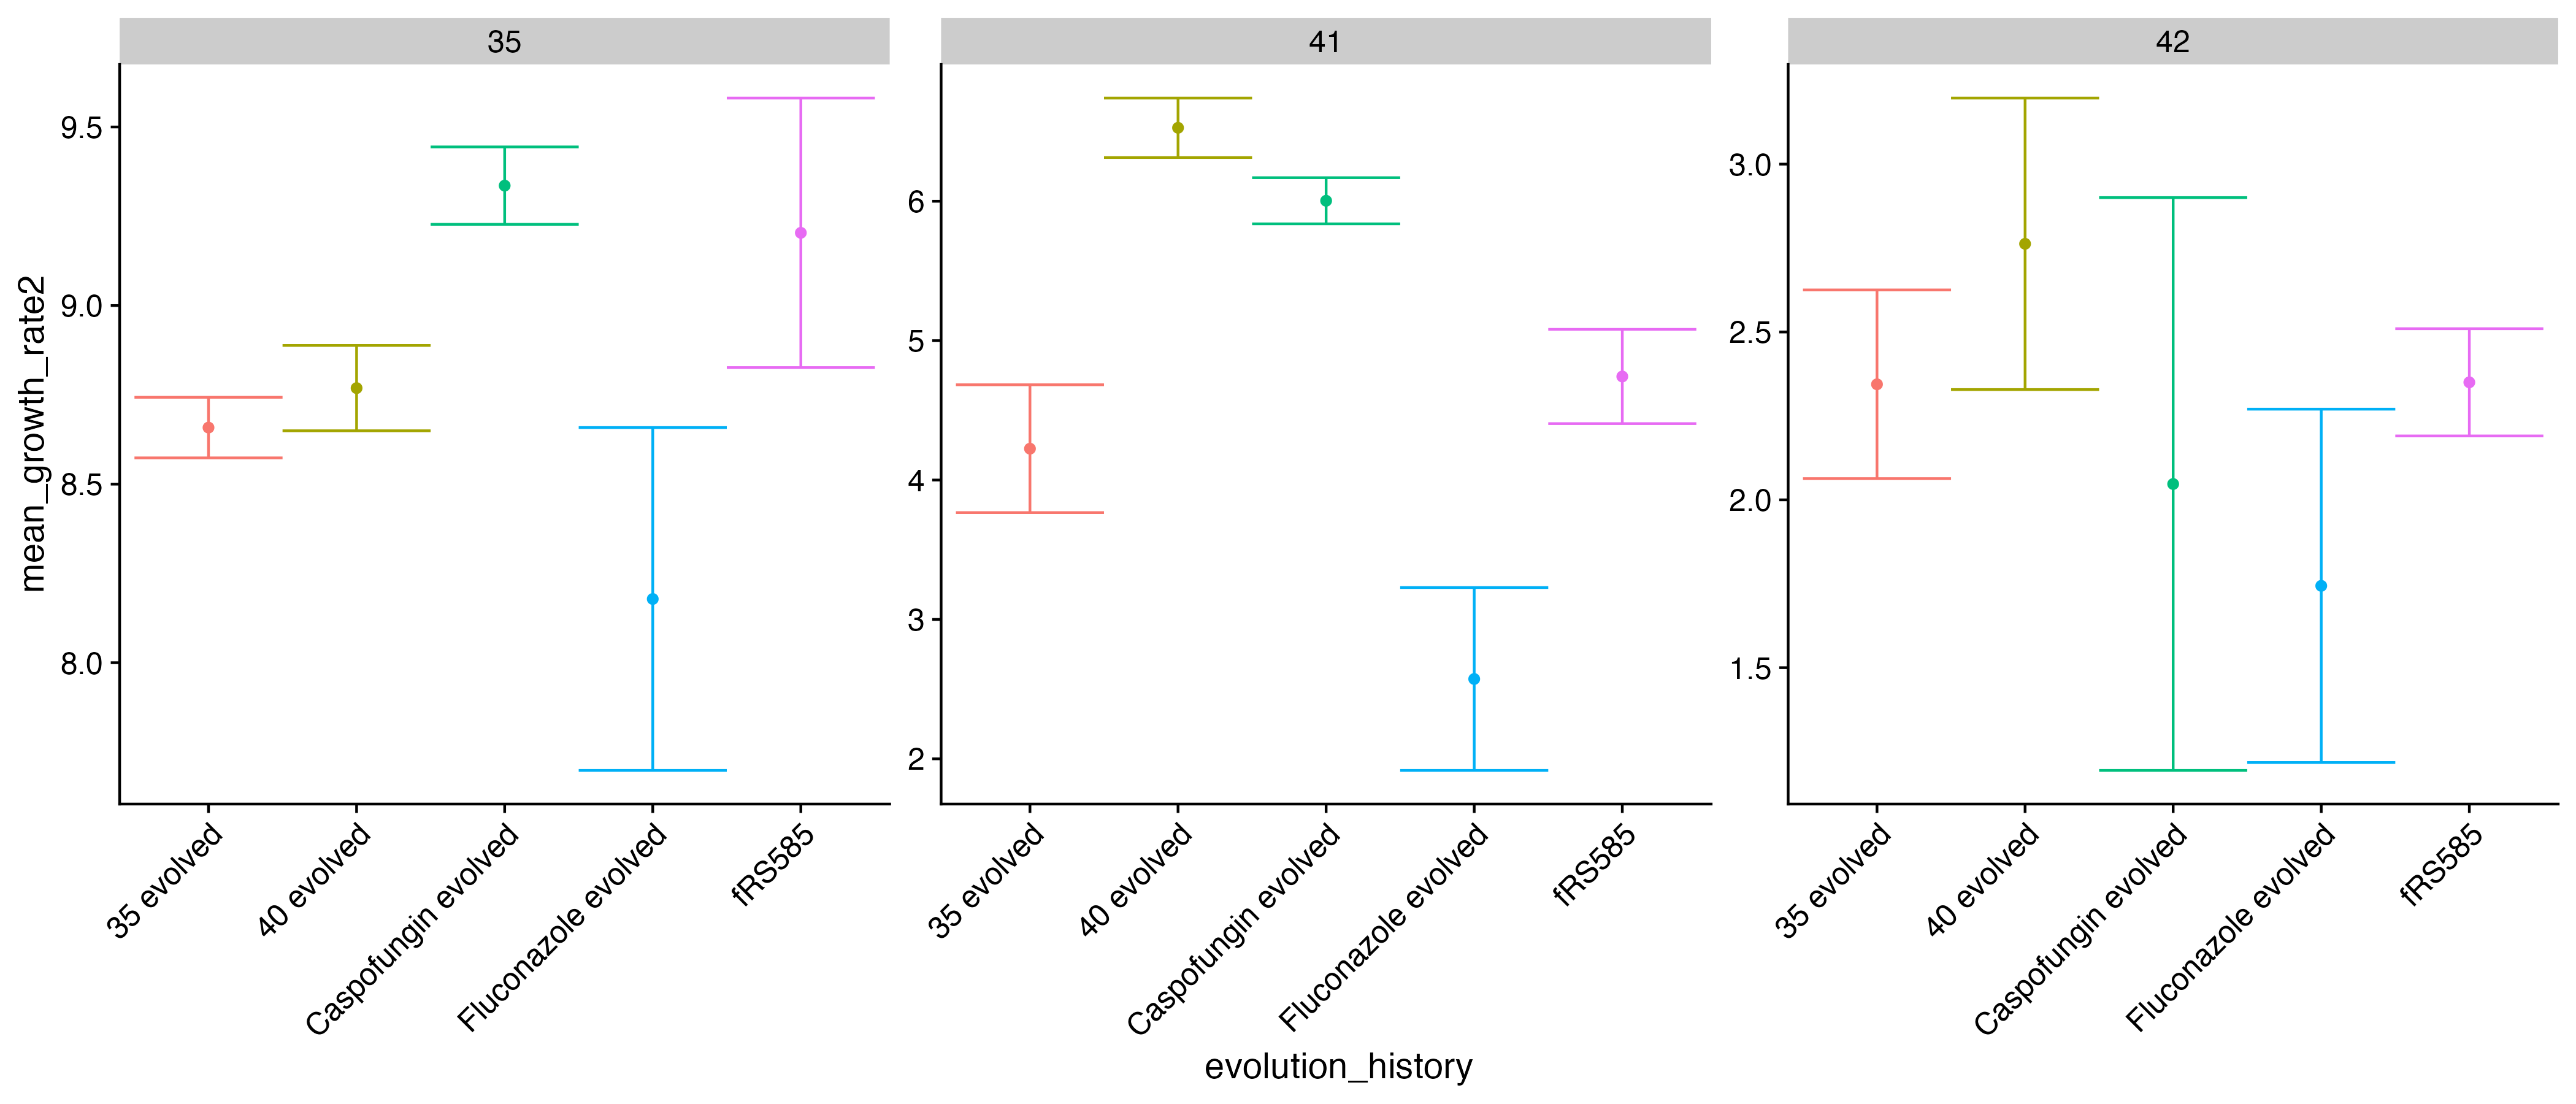 35
41
42
mean_growth_rate2
9.5
9.0
8.5
8.0
6
5
4
3
2
3.0
2.5
2.0
1.5
35 evolved
40 evolved
Caspofungin evolved
Fluconazole evolved
fRS585
35 evolved
40 evolved
Caspofungin evolved
Fluconazole evolved
fRS585
35 evolved
40 evolved
Caspofungin evolved
Fluconazole evolved
fRS585
evolution_history